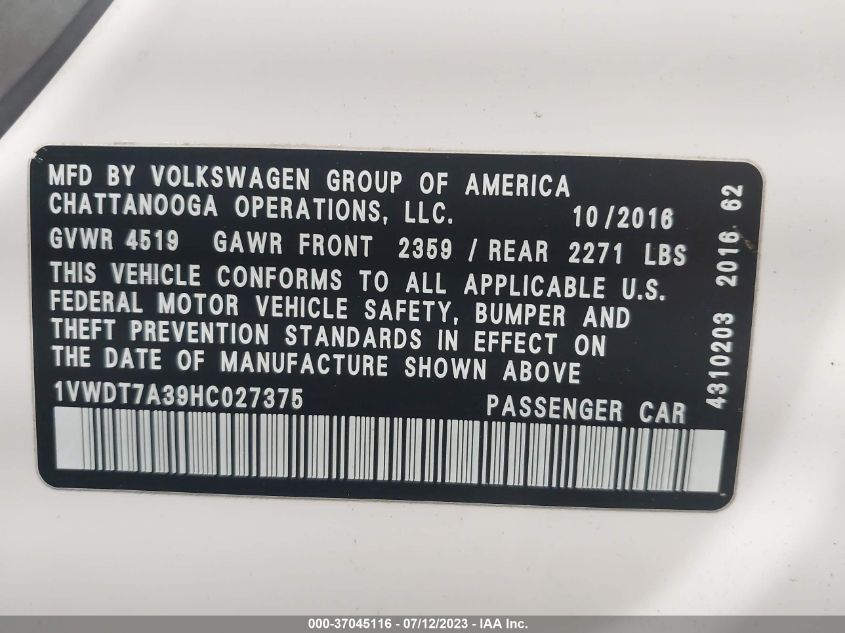 MFD BY VOLKSWAGEN GROUP OF AMERICA
CHATTANOOGA OPERATIONS, LLC. 10/2016
GVWR 4519 GAWR FRONT 2359 / REAR 2271 LBS
THIS VEHICLE CONFORMS TO ALL APPLICABLE U.S.
FEDERAL MOTOR VEHICLE SAFETY, BUMPER AND
THEFT PREVENTION STANDARDS IN EFFECT ON
THE DATE OF MANUFACTURE SHOWN ABOVE
1VWDT7A39HC027375 PASSENGER CAR
4310203 2016 62
000-37045116 - 07/12/2023 - IAA Inc.